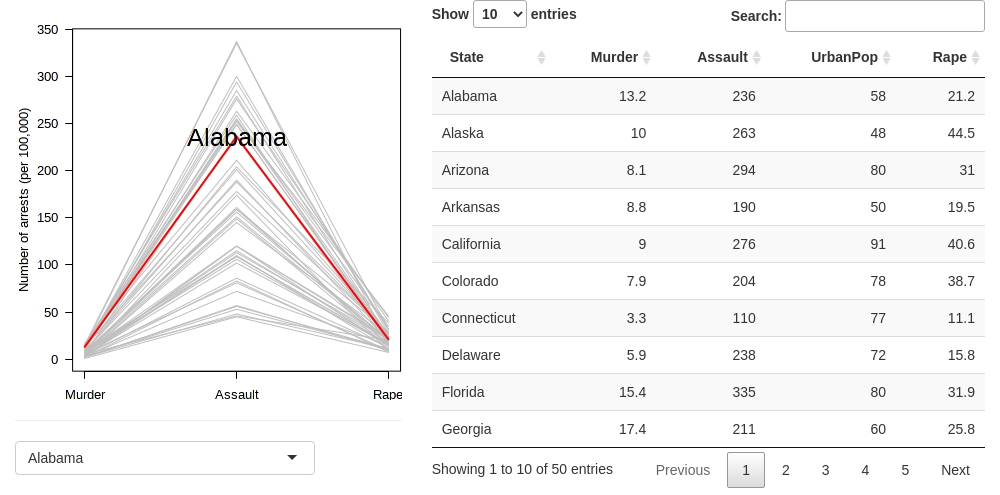 Number of arrests (per 100,000)
350
300
250
200
150
100
50
0
Alabama
Murder Assault Rape
Alabama
Show 10 entries
Search:
State Murder Assault UrbanPop Rape
Alabama 13.2 236 58 21.2
Alaska 10 263 48 44.5
Arizona 8.1 294 80 31
Arkansas 8.8 190 50 19.5
California 9 276 91 40.6
Colorado 7.9 204 78 38.7
Connecticut 3.3 110 77 11.1
Delaware 5.9 238 72 15.8
Florida 15.4 335 80 31.9
Georgia 17.4 211 60 25.8
Showing 1 to 10 of 50 entries
Previous 1 2 3 4 5 Next